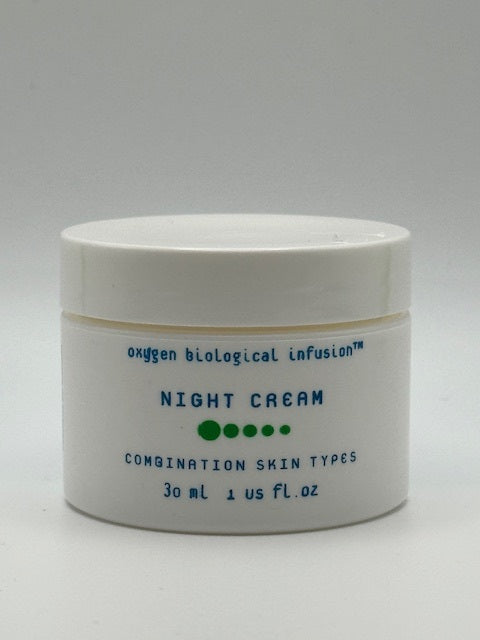 oxygen biological infusion™
NIGHT CREAM
COMBINATION SKIN TYPES
30 ml 1 us fl.oz